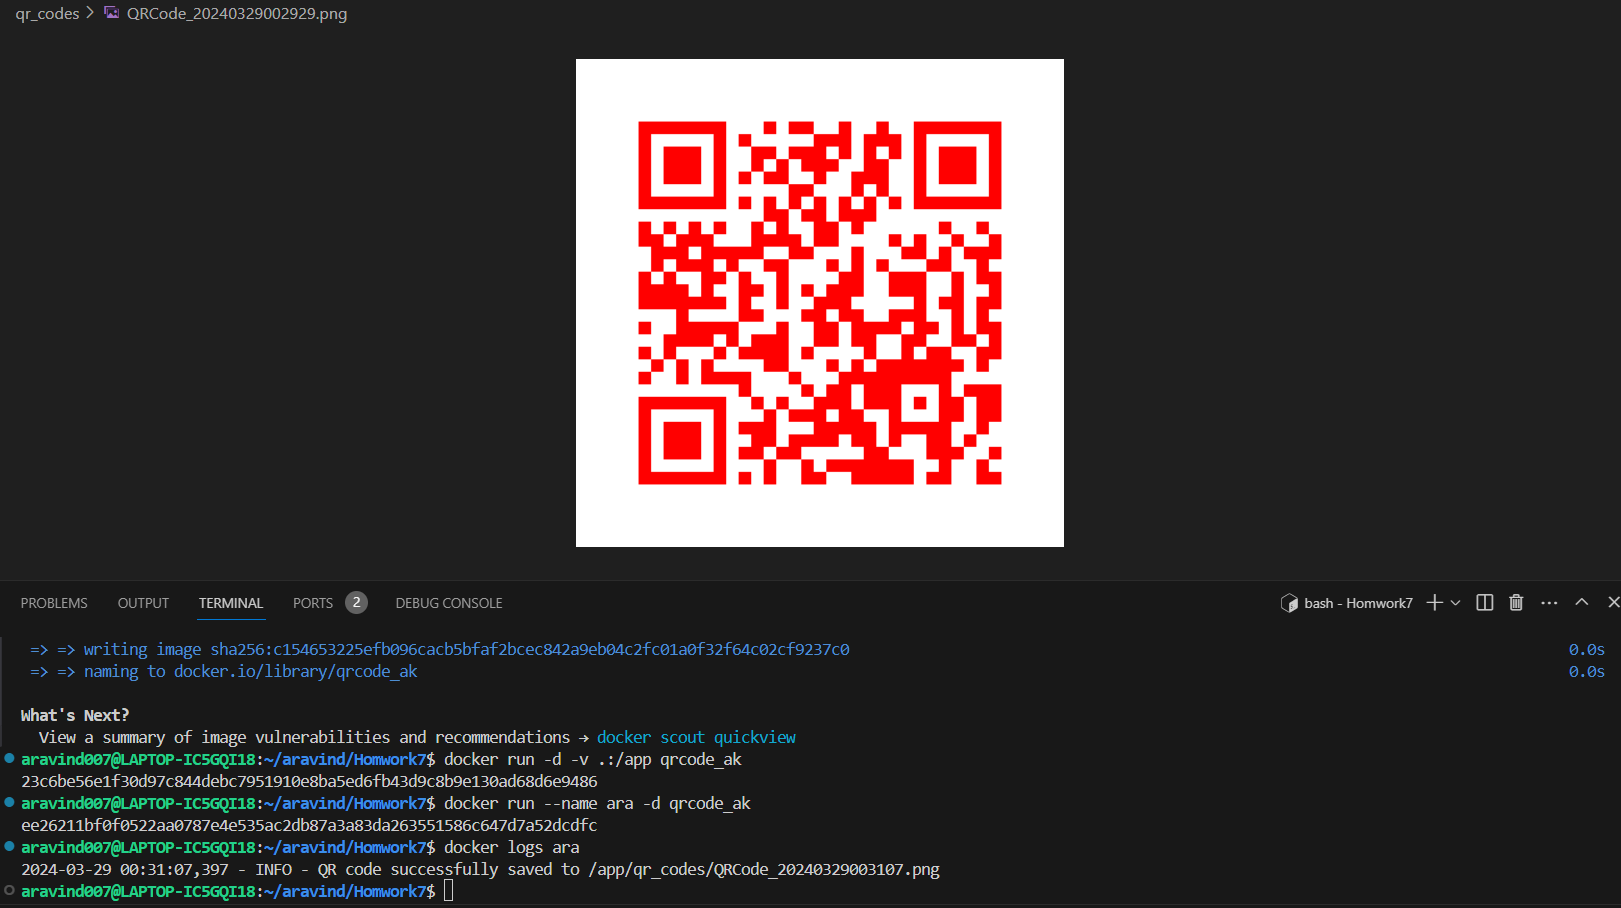 qr_codes > QRCode_20240329002929.png
PROBLEMS OUTPUT TERMINAL PORTS 2 DEBUG CONSOLE bash - Homwork7
=> => writing image sha256:c154653225efb096cacb5bfaf2bcec842a9eb04c2fc01a0f32f64c02cf9237c0 0.0s
=> => naming to docker.io/library/qrcode_ak 0.0s
What's Next?
View a summary of image vulnerabilities and recommendations → docker scout quickview
aravind007@LAPTOP-IC5GQI18:~/aravind/Homwork7$ docker run -d -v .:/app qrcode_ak
23c6be56e1f30d97c844debc7951910e8ba5ed6fb43d9c8b9e130ad68d6e9486
aravind007@LAPTOP-IC5GQI18:~/aravind/Homwork7$ docker run --name ara -d qrcode_ak
ee26211bf0f0522aa0787e4e535ac2db87a3a83da263551586c647d7a52dcdfc
aravind007@LAPTOP-IC5GQI18:~/aravind/Homwork7$ docker logs ara
2024-03-29 00:31:07,397 - INFO - QR code successfully saved to /app/qr_codes/QRCode_20240329003107.png
aravind007@LAPTOP-IC5GQI18:~/aravind/Homwork7$